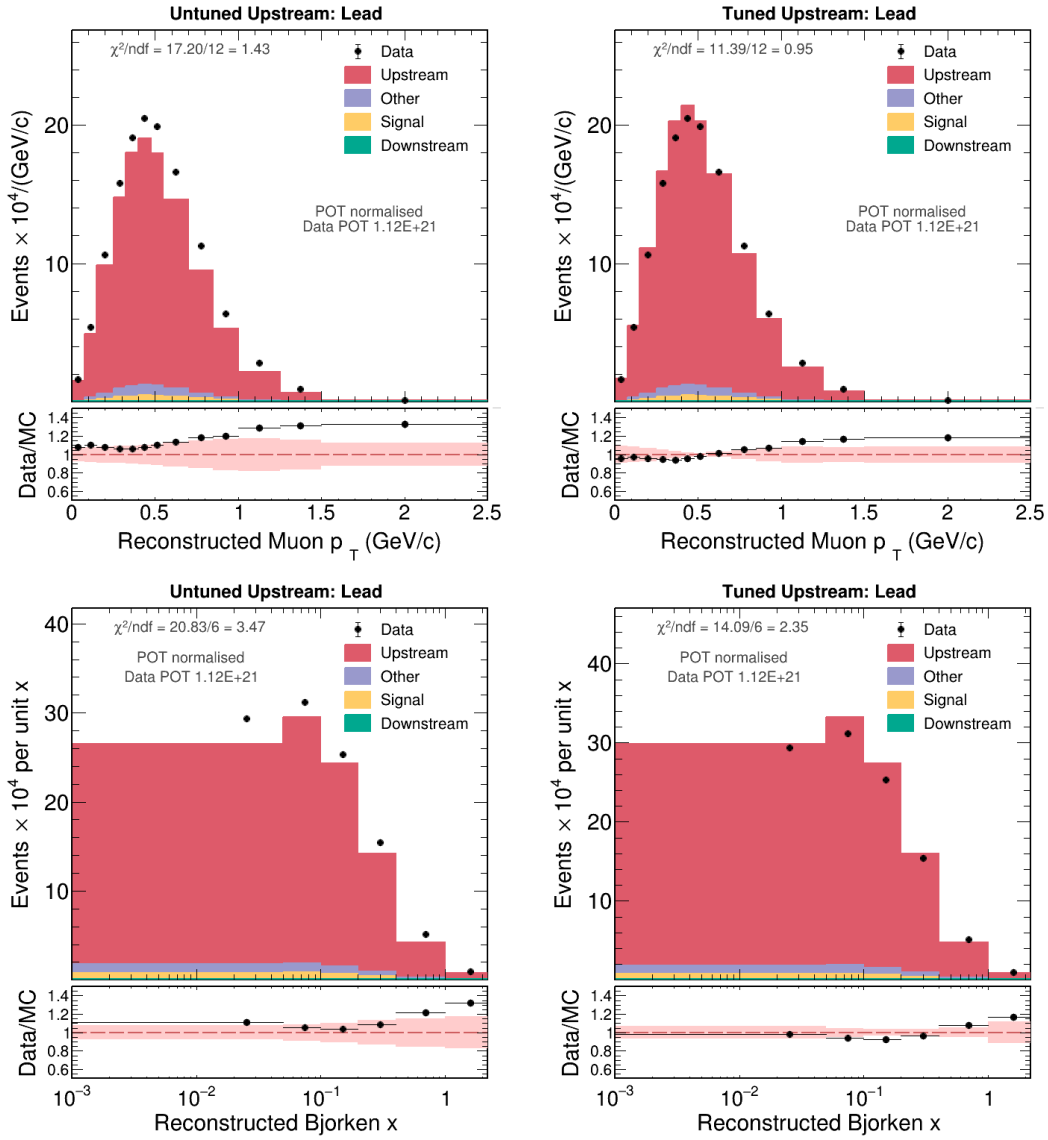 Untuned Upstream: Lead
χ²/ndf = 17.20/12 = 1.43
Data
Upstream
Other
Signal
Downstream
POT normalised
Data POT 1.12E+21
Events × 10⁴/(GeV/c)
20
10
Data/MC
1.4
1.2
1
0.8
0.6
0 0.5 1 1.5 2 2.5
Reconstructed Muon p_T (GeV/c)
Tuned Upstream: Lead
χ²/ndf = 11.39/12 = 0.95
Data
Upstream
Other
Signal
Downstream
POT normalised
Data POT 1.12E+21
Events × 10⁴/(GeV/c)
20
10
Data/MC
1.4
1.2
1
0.8
0.6
0 0.5 1 1.5 2 2.5
Reconstructed Muon p_T (GeV/c)
Untuned Upstream: Lead
χ²/ndf = 20.83/6 = 3.47
POT normalised
Data POT 1.12E+21
Data
Upstream
Other
Signal
Downstream
Events × 10⁴ per unit x
40
30
20
10
Data/MC
1.4
1.2
1
0.8
0.6
10⁻³ 10⁻² 10⁻¹ 1
Reconstructed Bjorken x
Tuned Upstream: Lead
χ²/ndf = 14.09/6 = 2.35
POT normalised
Data POT 1.12E+21
Data
Upstream
Other
Signal
Downstream
Events × 10⁴ per unit x
40
30
20
10
Data/MC
1.4
1.2
1
0.8
0.6
10⁻³ 10⁻² 10⁻¹ 1
Reconstructed Bjorken x